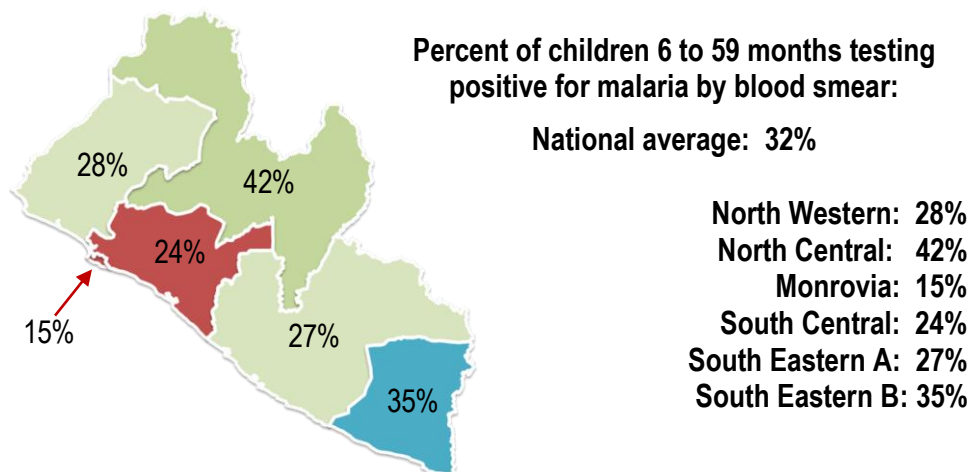 Percent of children 6 to 59 months testing
positive for malaria by blood smear:
National average: 32%
28%
42%
24%
15%
27%
35%
North Western: 28%
North Central: 42%
Monrovia: 15%
South Central: 24%
South Eastern A: 27%
South Eastern B: 35%